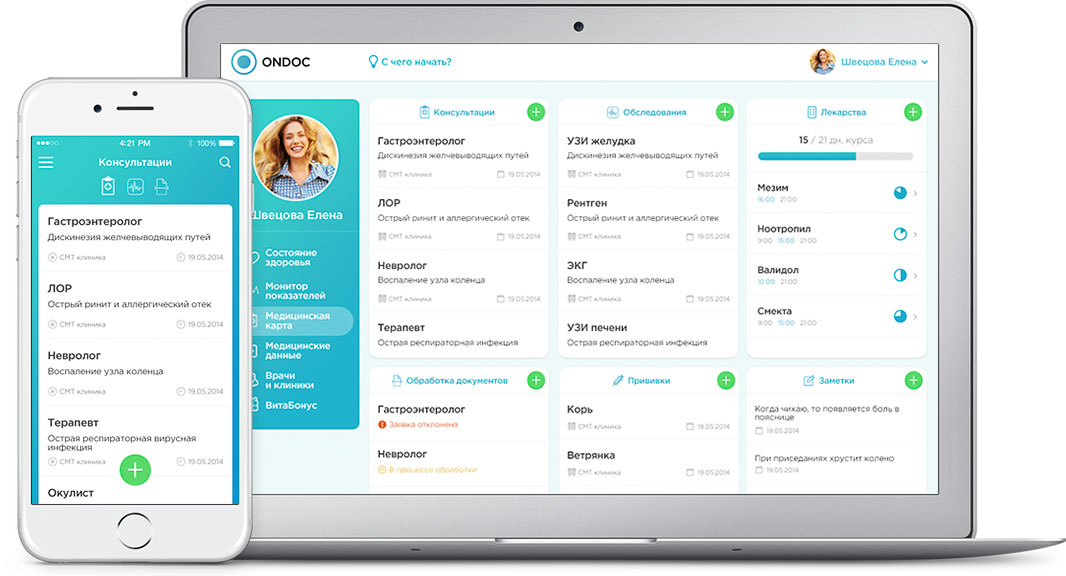 ONDOC
С чего начать?
Швецова Елена
Швецова Елена
Состояние
здоровья
Монитор
показателей
Медицинская
карта
Медицинские
данные
Врачи
и клиники
ВитаБонус
Консультации
Гастроэнтеролог
Дискинезия желчевыводящих путей
СМТ клиника 19.05.2014
ЛОР
Острый ринит и аллергический отек
СМТ клиника 19.05.2014
Невролог
Воспаление узла коленца
СМТ клиника 19.05.2014
Терапевт
Острая респираторная инфекция
Обследования
УЗИ желудка
Дискинезия желчевыводящих путей
СМТ клиника 19.05.2014
Рентген
Острый ринит и аллергический отек
СМТ клиника 19.05.2014
ЭКГ
Воспаление узла коленца
СМТ клиника 19.05.2014
УЗИ печени
Острая респираторная инфекция
Лекарства
15 / 21 дн. курса
Мезим
16:00 21:00
Ноотропил
9:00 15:00 21:00
Валидол
10:00 21:00
Смекта
9:00 15:00 21:00
Обработка документов
Гастроэнтеролог
Заявка отклонена
Невролог
В процессе обработки
Прививки
Корь
СМТ клиника 19.05.2014
Ветрянка
СМТ клиника 19.05.2014
Заметки
Когда чихаю, то появляется боль в
пояснице
19.05.2014
При приседаниях хрустит колено
19.05.2014
4:21 PM 100%
Консультации
Гастроэнтеролог
Дискинезия желчевыводящих путей
СМТ клиника 19.05.2014
ЛОР
Острый ринит и аллергический отек
СМТ клиника 19.05.2014
Невролог
Воспаление узла коленца
СМТ клиника 19.05.2014
Терапевт
Острая респираторная вирусная
инфекция
СМТ клиника 19.05.2014
Окулист